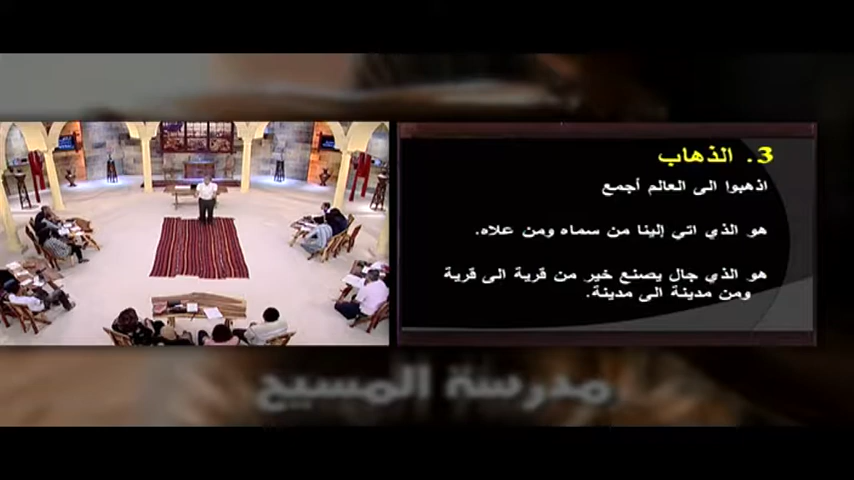 3. الذهاب
اذهبوا الى العالم أجمع
هو الذي اتي إلينا من سماه ومن علاه.
هو الذي جال يصنع خير من قرية الى قرية
ومن مدينة الى مدينة.
مدرسة المسيح